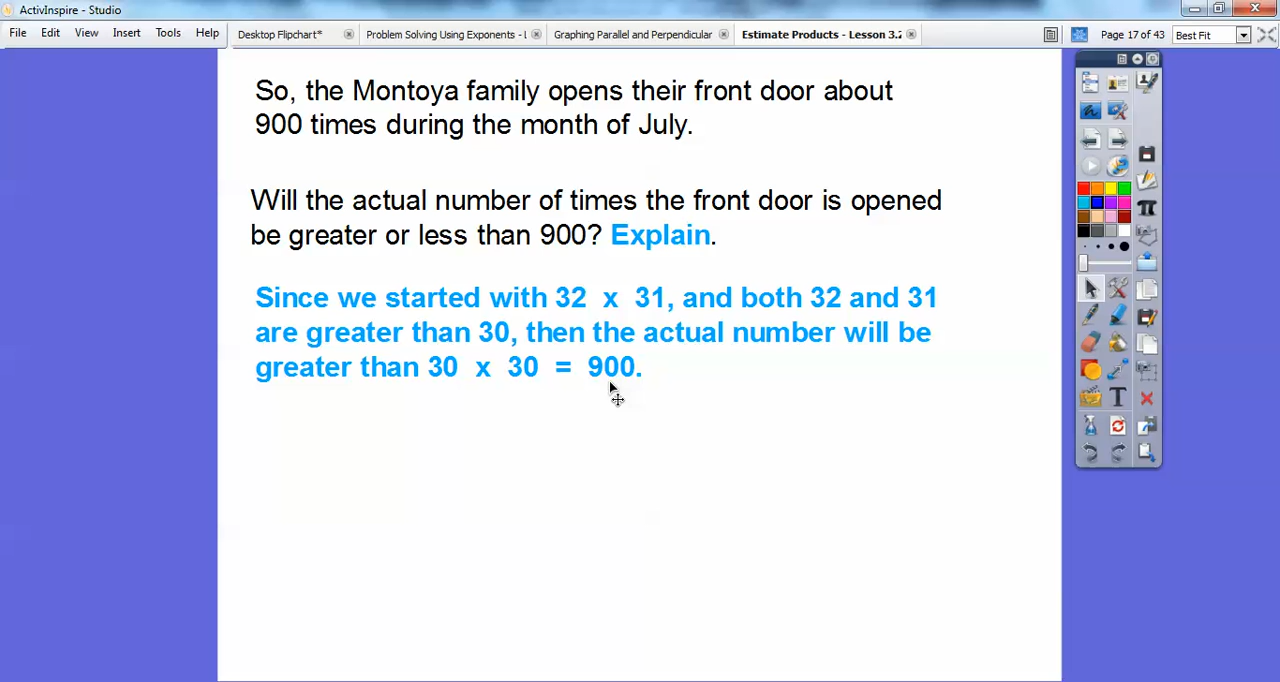 ActivInspire - Studio
File Edit View Insert Tools Help
Desktop Flipchart* Problem Solving Using Exponents - L Graphing Parallel and Perpendicular Estimate Products - Lesson 3.2 Page 17 of 43 Best Fit
So, the Montoya family opens their front door about
900 times during the month of July.
Will the actual number of times the front door is opened
be greater or less than 900? Explain.
Since we started with 32 x 31, and both 32 and 31
are greater than 30, then the actual number will be
greater than 30 x 30 = 900.